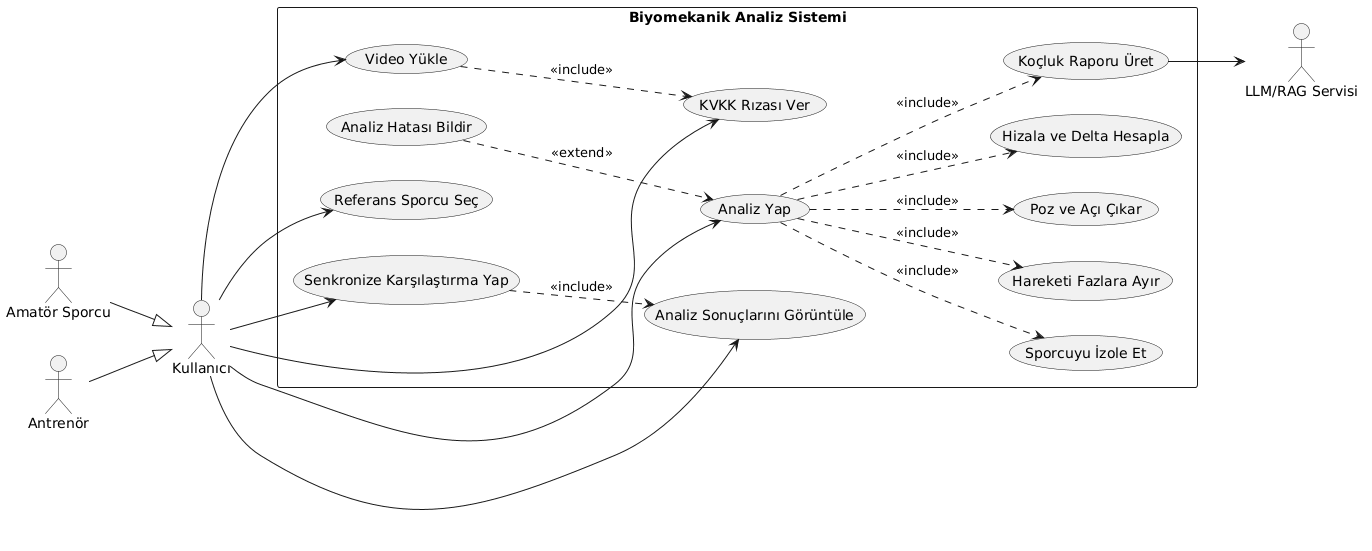 Biyomekanik Analiz Sistemi
Video Yükle
«include»
KVKK Rızası Ver
Analiz Hatası Bildir
«extend»
Referans Sporcu Seç
Analiz Yap
Senkronize Karşılaştırma Yap
«include»
Analiz Sonuçlarını Görüntüle
«include»
Koçluk Raporu Üret
«include»
Hizala ve Delta Hesapla
«include»
Poz ve Açı Çıkar
«include»
Hareketi Fazlara Ayır
«include»
Sporcuyu İzole Et
LLM/RAG Servisi
Amatör Sporcu
Kullanıcı
Antrenör